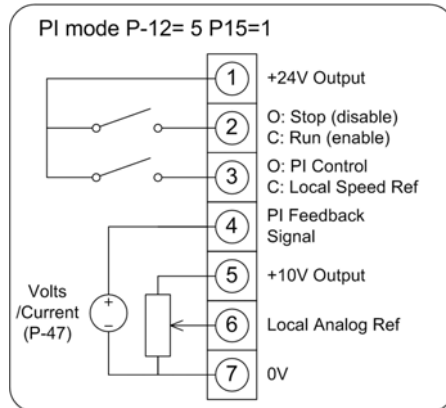 PI mode P-12= 5 P15=1
1 +24V Output
2 O: Stop (disable)
C: Run (enable)
3 O: PI Control
C: Local Speed Ref
4 PI Feedback
Signal
5 +10V Output
Volts
/Current
(P-47)
+
−
6 Local Analog Ref
7 0V